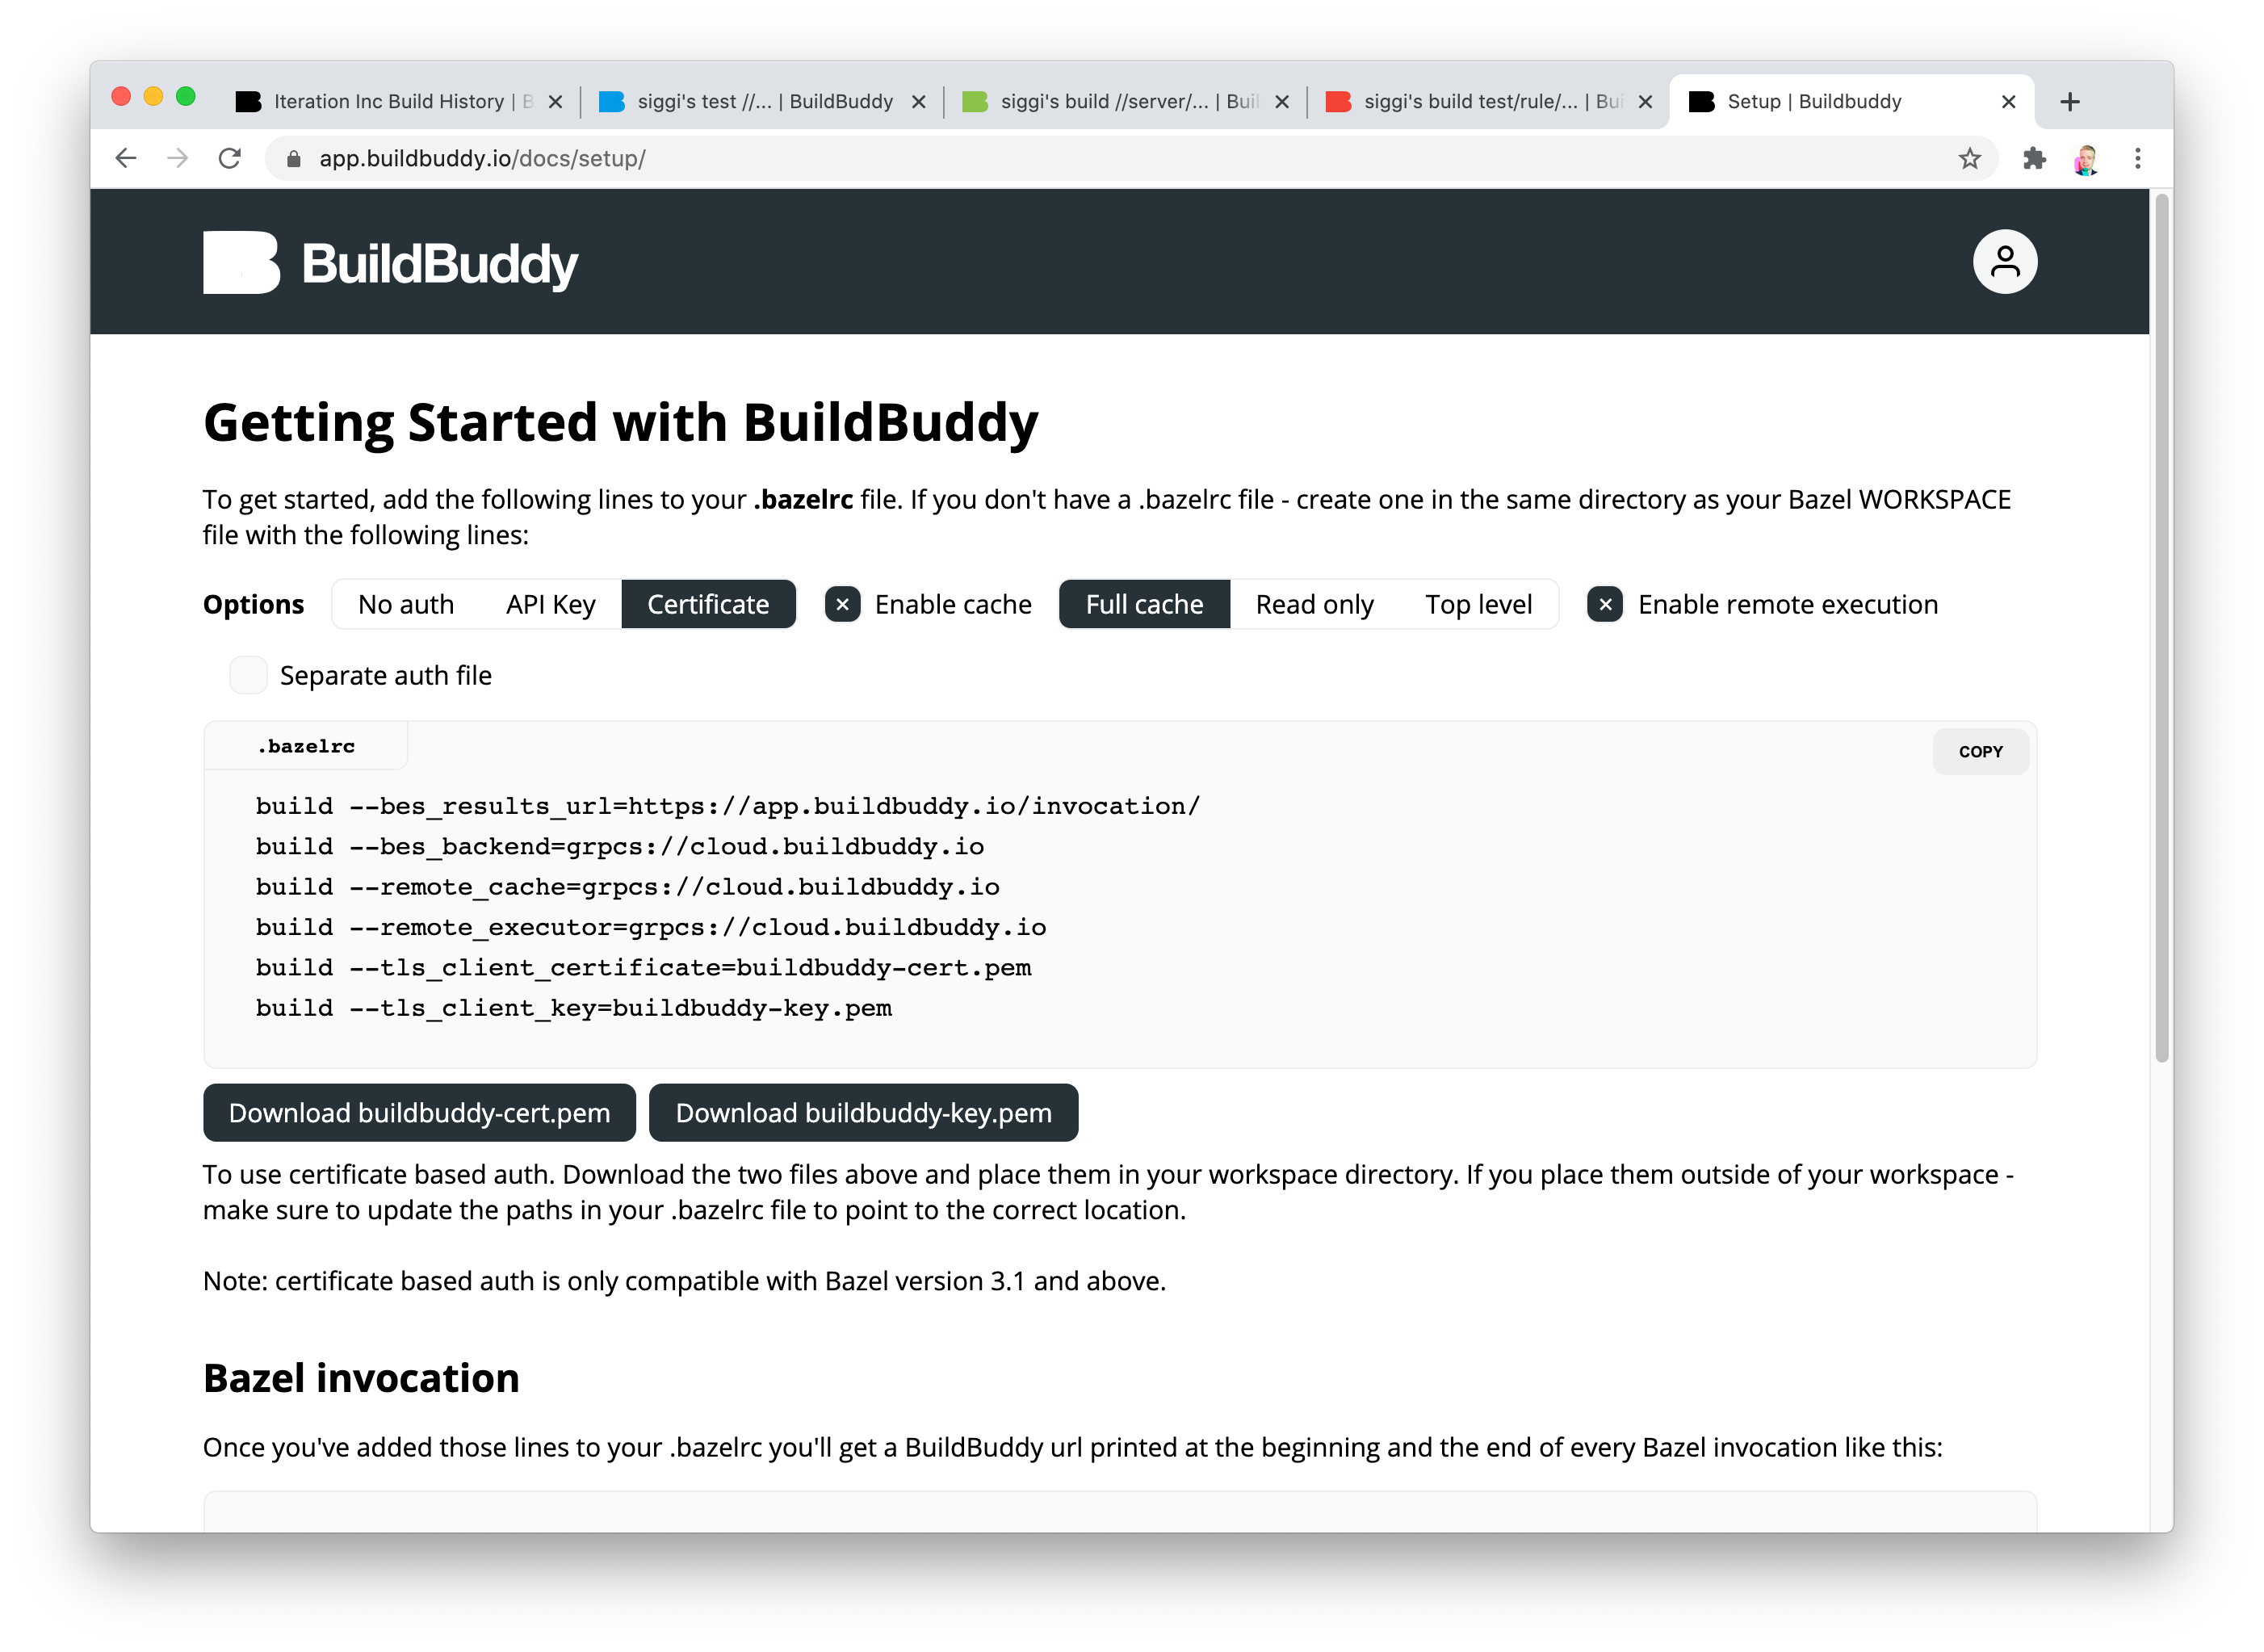 Iteration Inc Build History | B
siggi's test //... | BuildBuddy
siggi's build //server/... | Buil
siggi's build test/rule/... | Bui
Setup | Buildbuddy
app.buildbuddy.io/docs/setup/
BuildBuddy
Getting Started with BuildBuddy
To get started, add the following lines to your .bazelrc file. If you don't have a .bazelrc file - create one in the same directory as your Bazel WORKSPACE
file with the following lines:
Options No auth API Key Certificate Enable cache Full cache Read only Top level Enable remote execution
Separate auth file
.bazelrc
COPY
build --bes_results_url=https://app.buildbuddy.io/invocation/
build --bes_backend=grpcs://cloud.buildbuddy.io
build --remote_cache=grpcs://cloud.buildbuddy.io
build --remote_executor=grpcs://cloud.buildbuddy.io
build --tls_client_certificate=buildbuddy-cert.pem
build --tls_client_key=buildbuddy-key.pem
Download buildbuddy-cert.pem Download buildbuddy-key.pem
To use certificate based auth. Download the two files above and place them in your workspace directory. If you place them outside of your workspace -
make sure to update the paths in your .bazelrc file to point to the correct location.
Note: certificate based auth is only compatible with Bazel version 3.1 and above.
Bazel invocation
Once you've added those lines to your .bazelrc you'll get a BuildBuddy url printed at the beginning and the end of every Bazel invocation like this: